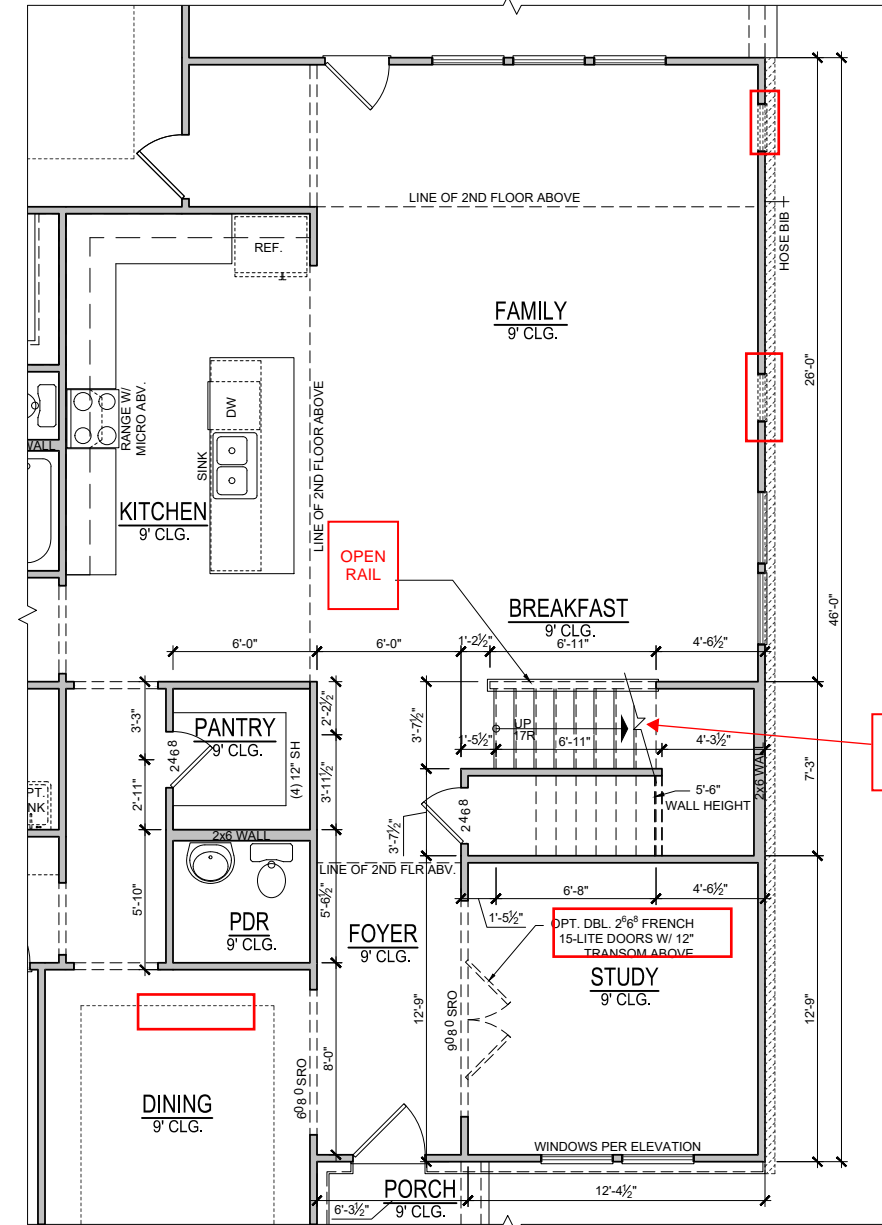 LINE OF 2ND FLOOR ABOVE
REF.
HOSE BIB
FAMILY
9' CLG.
26'-0"
RANGE W/
MICRO ABV.
DW
SINK
LINE OF 2ND FLOOR ABOVE
WALL
KITCHEN
9' CLG.
OPEN
RAIL
BREAKFAST
9' CLG.
46'-0"
6'-0"
6'-0"
1'-2½"
6'-11"
4'-6½"
3'-3"
PANTRY
9' CLG.
2'-2½"
3'-7½"
UP
17R
1'-5½"
6'-11"
4'-3½"
2468
(4) 12" SH
2'-11"
3'-11½"
2x6 WALL
7'-3"
5'-6"
WALL HEIGHT
2468
3'-7½"
2x6 WALL
LINE OF 2ND FLR ABV.
5'-10"
5'-6½"
PDR
9' CLG.
FOYER
9' CLG.
6'-8"
4'-6½"
1'-5½"
OPT. DBL. 2⁶6⁸ FRENCH
15-LITE DOORS W/ 12"
TRANSOM ABOVE
STUDY
9' CLG.
12'-9"
12'-9"
9⁰8⁰ SRO
6⁰8⁰ SRO
8'-0"
DINING
9' CLG.
WINDOWS PER ELEVATION
PORCH
9' CLG.
6'-3½"
12'-4½"